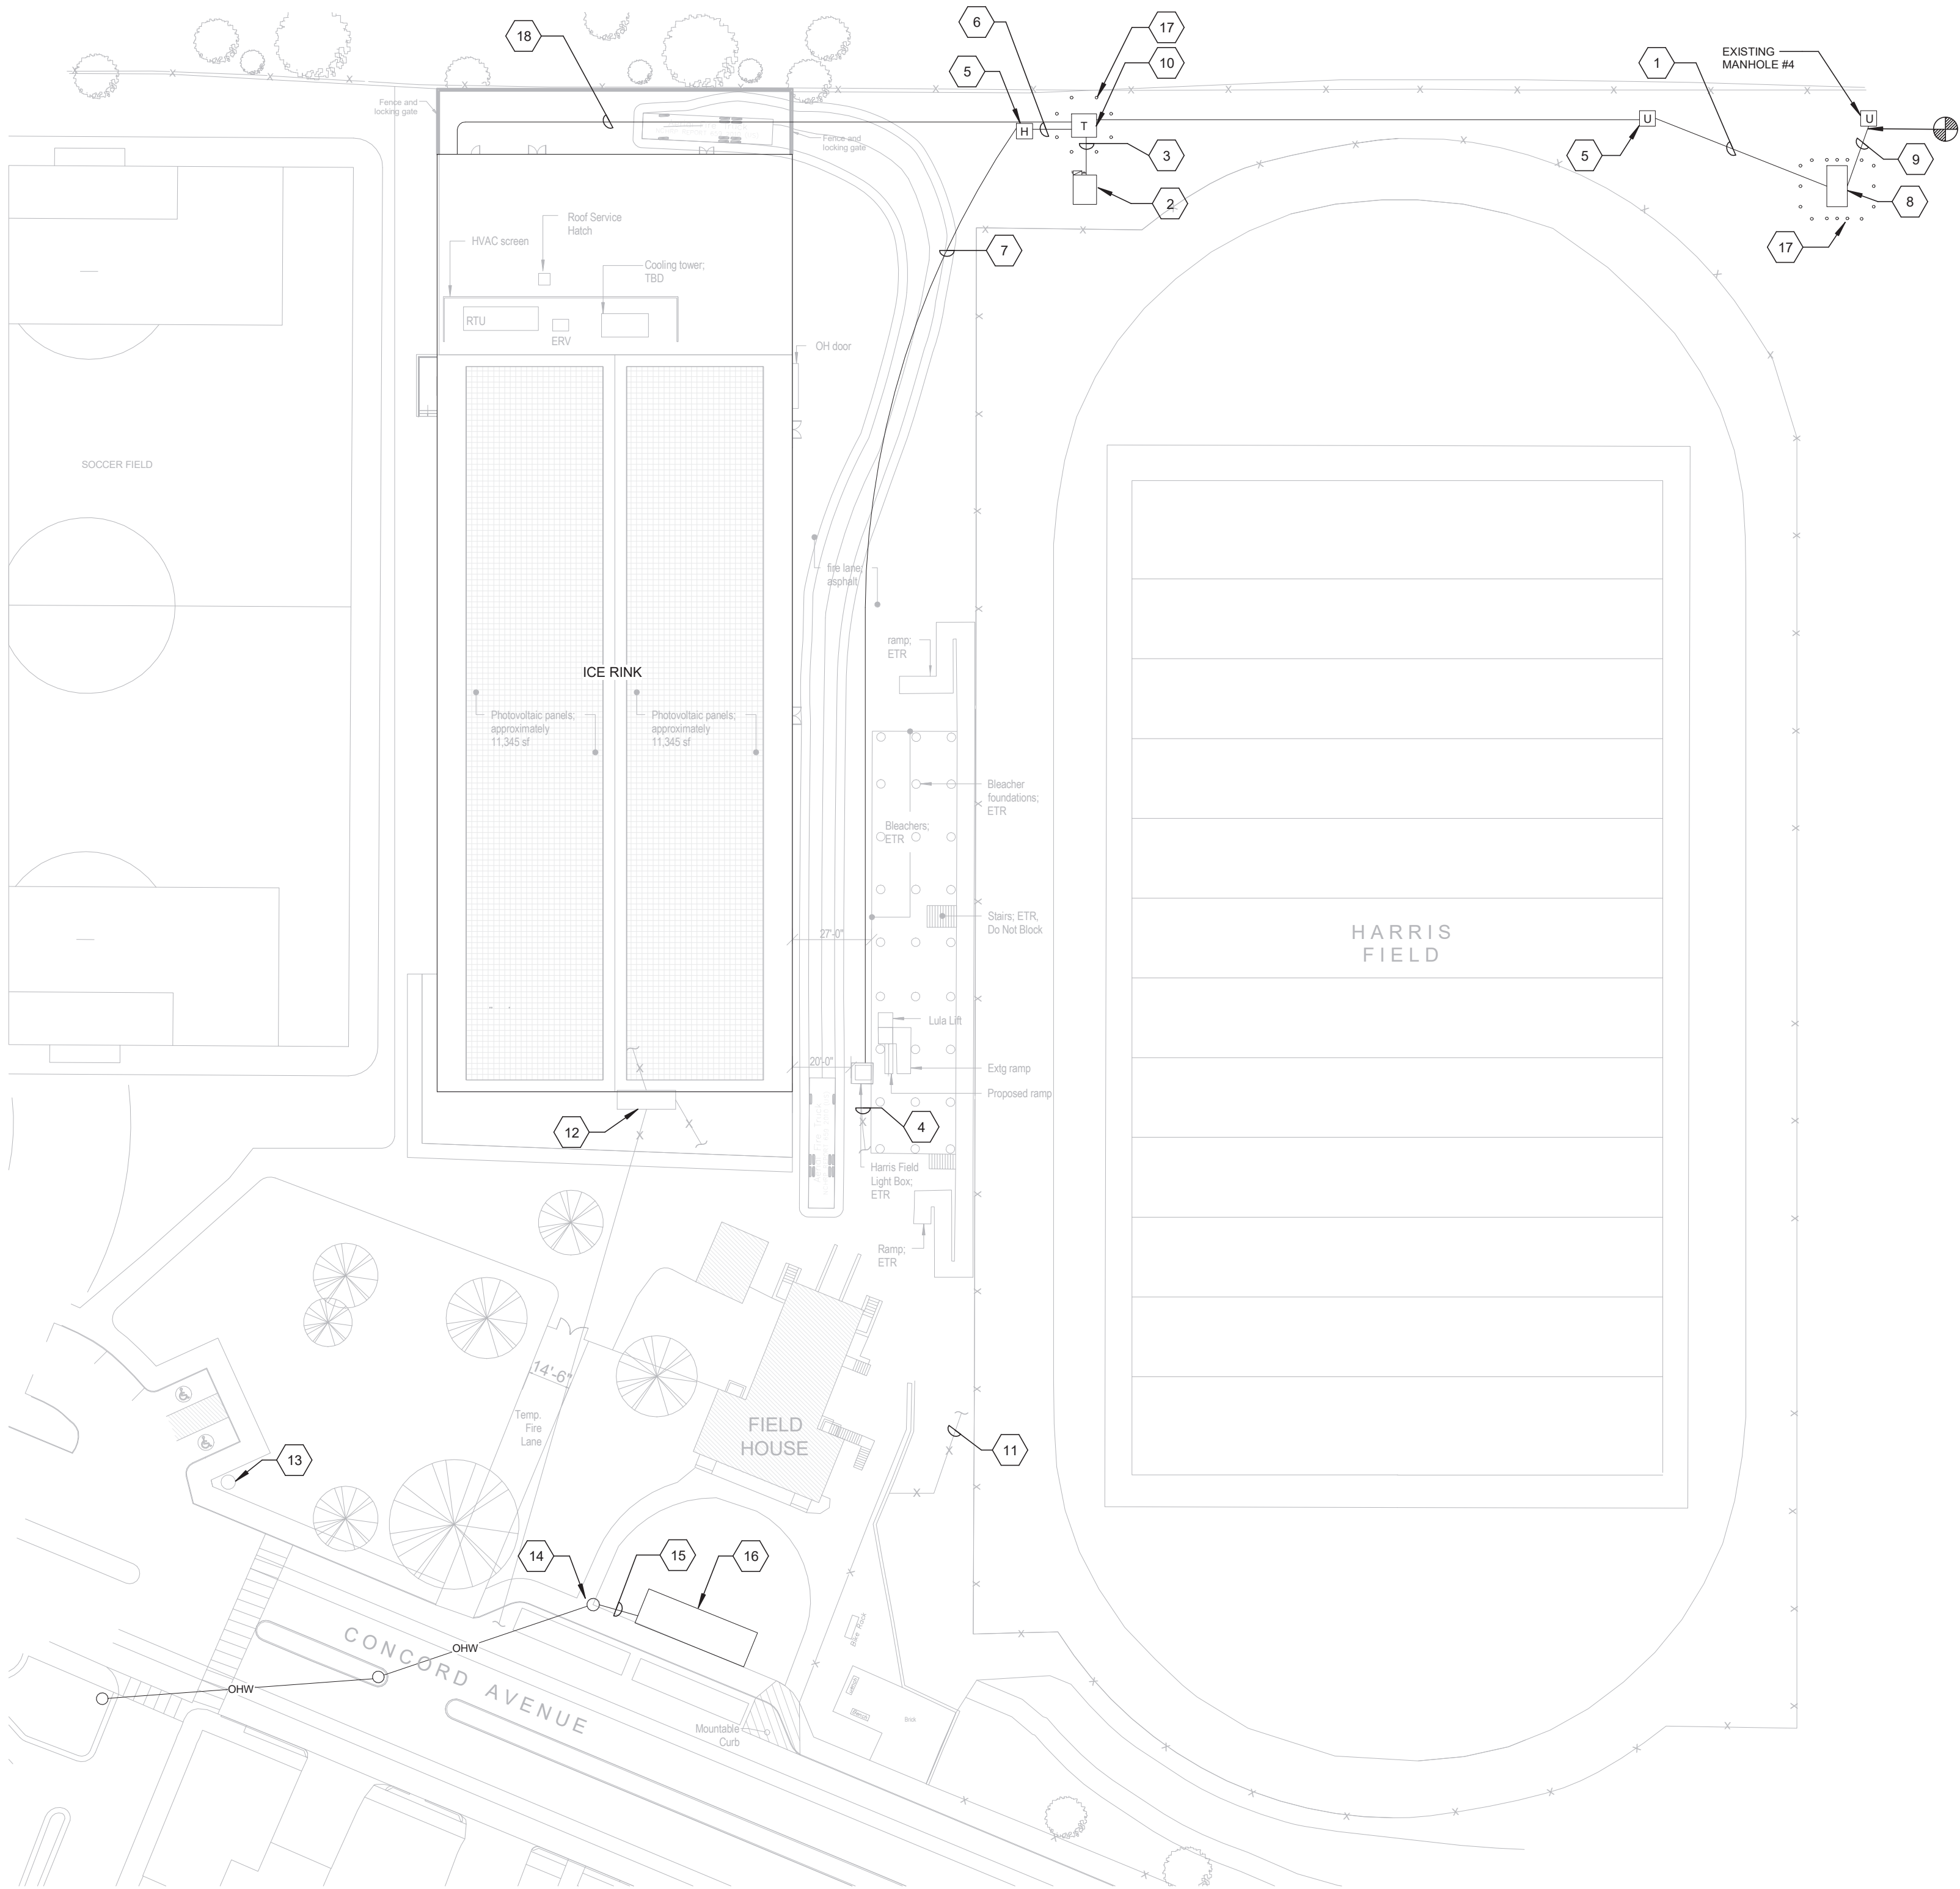 18
6
17
5
10
1
EXISTING
MANHOLE #4
Fence and
locking gate
Fence and
locking gate
H
T
U
U
3
5
9
2
8
17
7
Roof Service
Hatch
HVAC screen
Cooling tower;
TBD
RTU
ERV
OH door
SOCCER FIELD
fire lane;
asphalt
ramp;
ETR
ICE RINK
Photovoltaic panels;
approximately
11,345 sf
Photovoltaic panels;
approximately
11,345 sf
Bleacher
foundations;
ETR
Bleachers;
ETR
Stairs; ETR,
Do Not Block
27'-0"
HARRIS
FIELD
Lula Lift
20'-0"
Extg ramp
Proposed ramp
12
4
Harris Field
Light Box;
ETR
Ramp;
ETR
14'-6"
Temp.
Fire
Lane
FIELD
HOUSE
11
13
14
15
16
Bike Rack
OHW
OHW
CONCORD AVENUE
Mountable
Curb